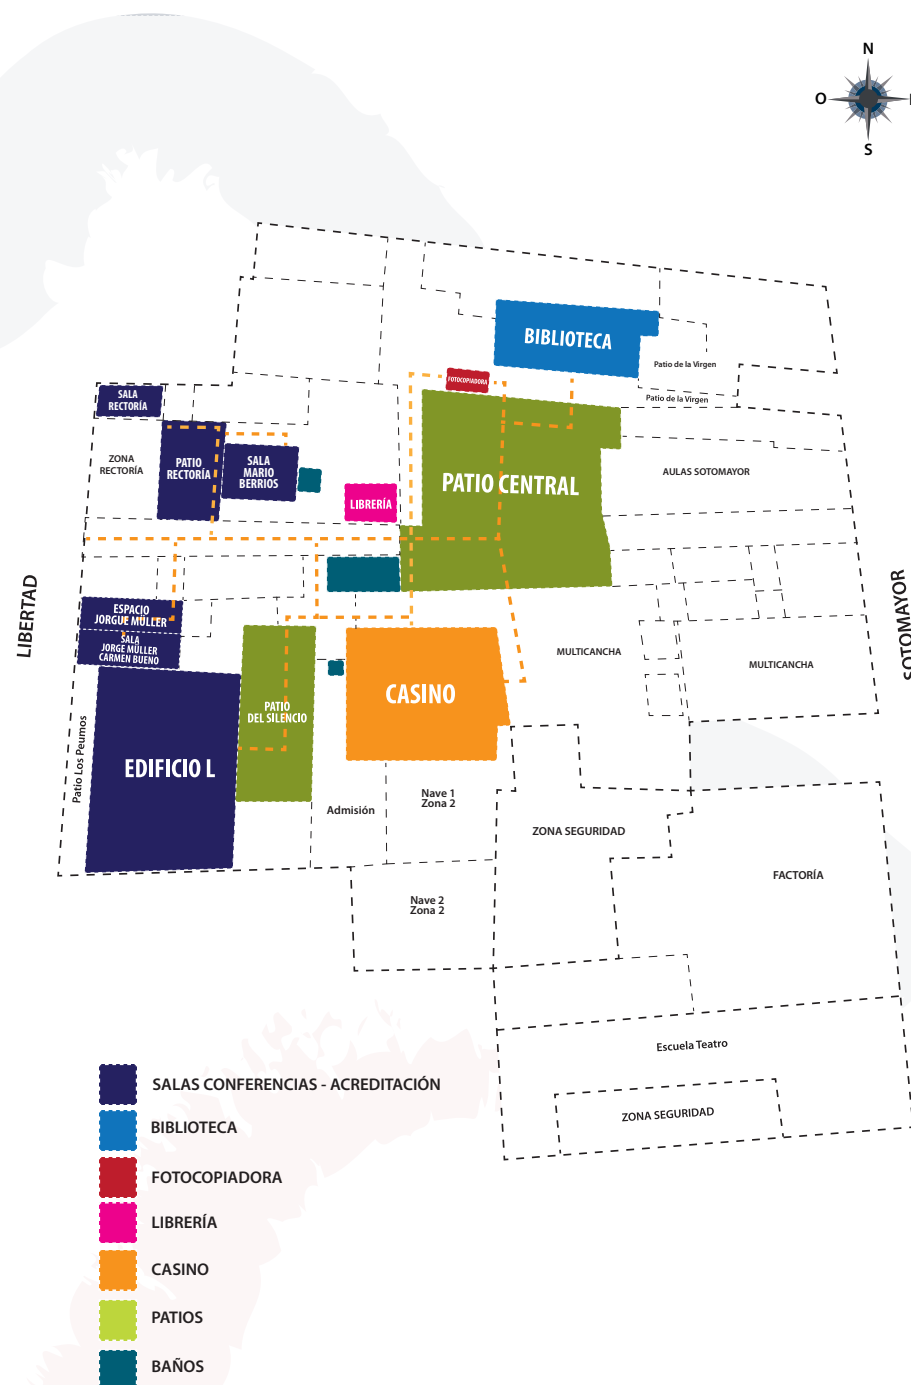 N
O
S
BIBLIOTECA
Patio de la Virgen
FOTOCOPIADORA
Patio de la Virgen
SALA
RECTORÍA
ZONA
RECTORÍA
PATIO
RECTORÍA
SALA
MARIO
BERRIOS
LIBRERÍA
PATIO CENTRAL
AULAS SOTOMAYOR
LIBERTAD
SOTOMAYOR
ESPACIO
JORGUE MÜLLER
SALA
JORGE MÜLLER
CARMEN BUENO
MULTICANCHA
MULTICANCHA
CASINO
PATIO
DEL SILENCIO
Patio Los Peumos
EDIFICIO L
Admisión
Nave 1
Zona 2
ZONA SEGURIDAD
FACTORÍA
Nave 2
Zona 2
Escuela Teatro
ZONA SEGURIDAD
SALAS CONFERENCIAS - ACREDITACIÓN
BIBLIOTECA
FOTOCOPIADORA
LIBRERÍA
CASINO
PATIOS
BAÑOS